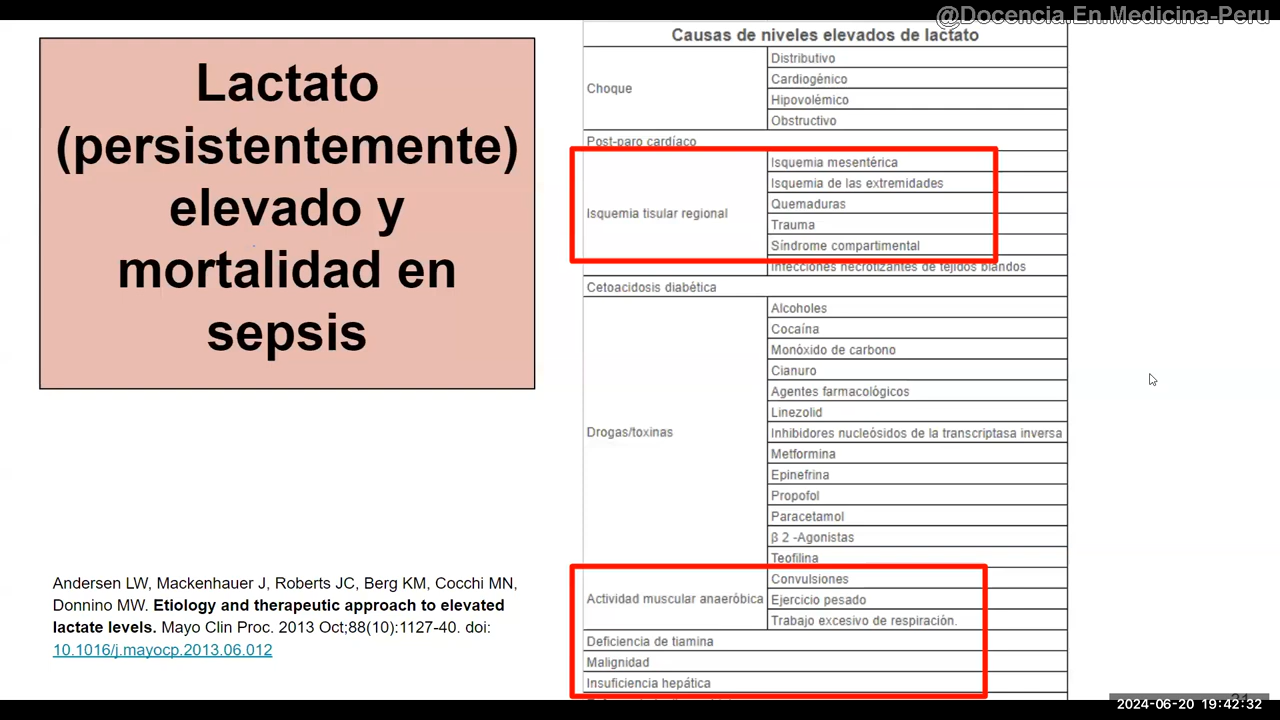 @Docencia.En.Medicina-Peru
Lactato
(persistentemente)
elevado y
mortalidad en
sepsis
Andersen LW, Mackenhauer J, Roberts JC, Berg KM, Cocchi MN,
Donnino MW. Etiology and therapeutic approach to elevated
lactate levels. Mayo Clin Proc. 2013 Oct;88(10):1127-40. doi:
10.1016/j.mayocp.2013.06.012
Causas de niveles elevados de lactato
Choque
Distributivo
Cardiogénico
Hipovolémico
Obstructivo
Post-paro cardíaco
Isquemia tisular regional
Isquemia mesentérica
Isquemia de las extremidades
Quemaduras
Trauma
Síndrome compartimental
Infecciones necrotizantes de tejidos blandos
Cetoacidosis diabética
Drogas/toxinas
Alcoholes
Cocaína
Monóxido de carbono
Cianuro
Agentes farmacológicos
Linezolid
Inhibidores nucleósidos de la transcriptasa inversa
Metformina
Epinefrina
Propofol
Paracetamol
β 2 -Agonistas
Teofilina
Actividad muscular anaeróbica
Convulsiones
Ejercicio pesado
Trabajo excesivo de respiración.
Deficiencia de tiamina
Malignidad
Insuficiencia hepática
2024-06-20 19:42:32